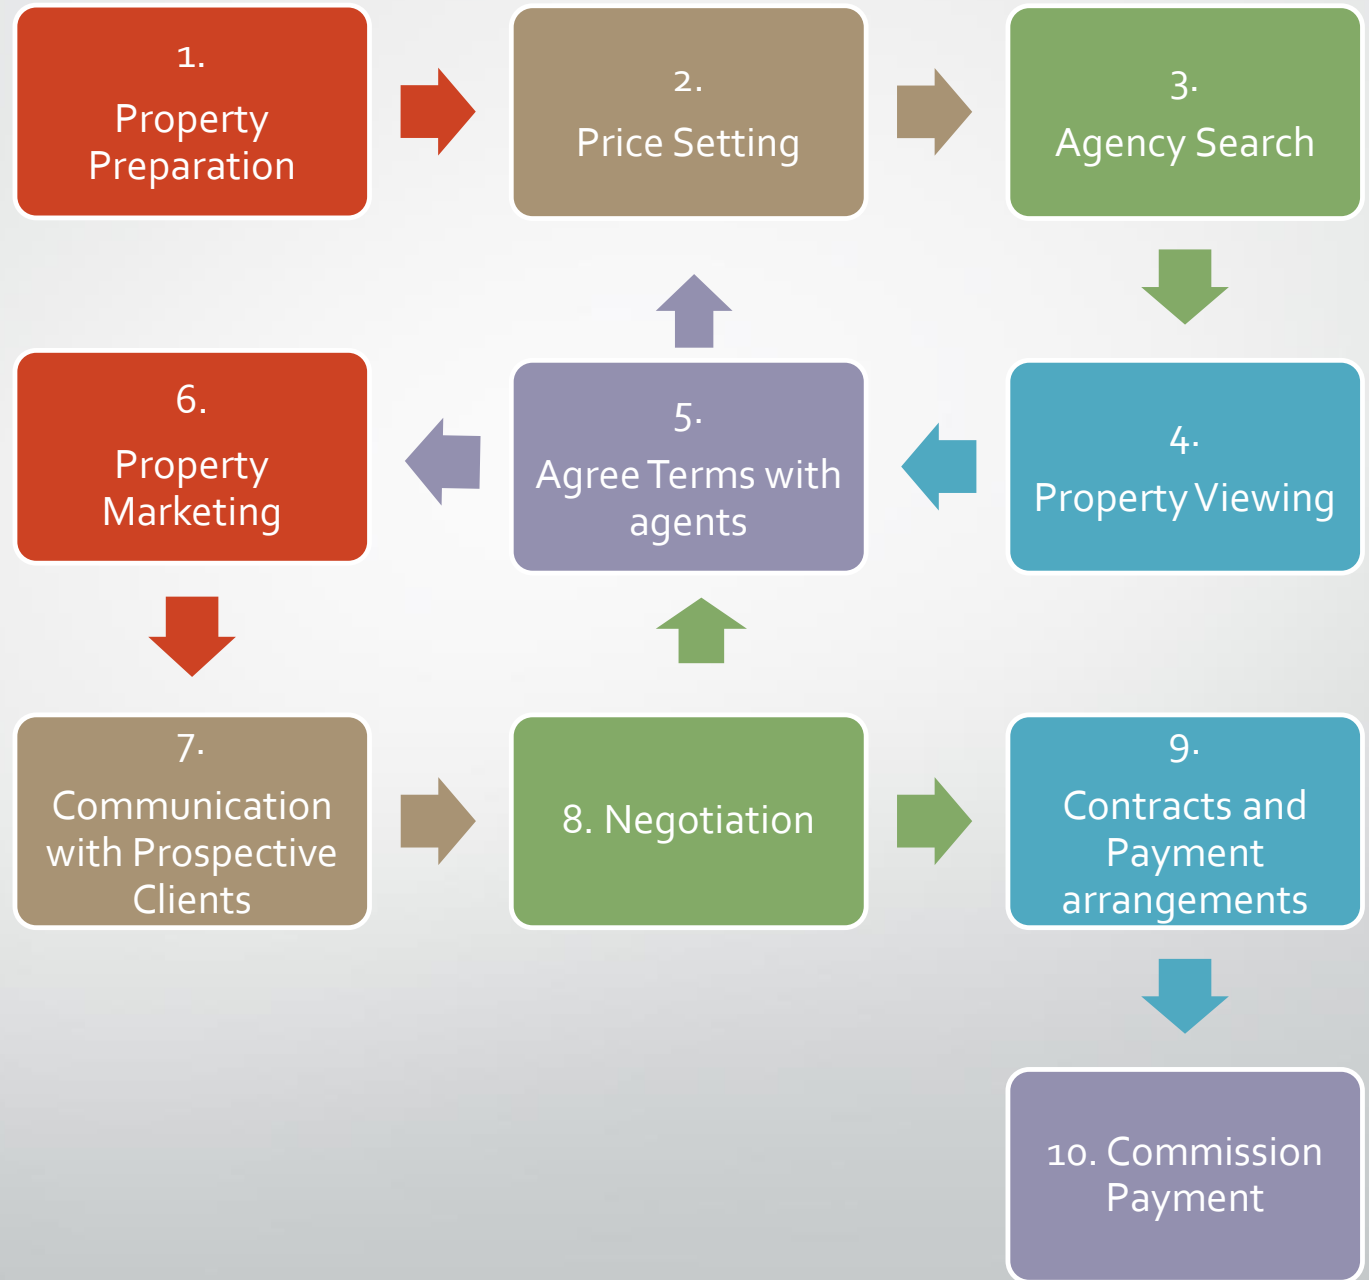 1.
Property
Preparation
2.
Price Setting
3.
Agency Search
6.
Property
Marketing
5.
Agree Terms with
agents
4.
Property Viewing
7.
Communication
with Prospective
Clients
8. Negotiation
9.
Contracts and
Payment
arrangements
10. Commission
Payment